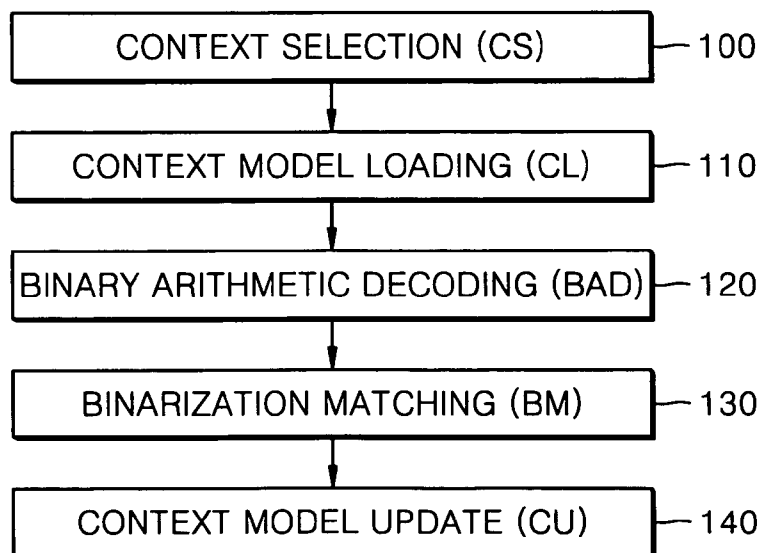 CONTEXT SELECTION (CS) 100
CONTEXT MODEL LOADING (CL) 110
BINARY ARITHMETIC DECODING (BAD) 120
BINARIZATION MATCHING (BM) 130
CONTEXT MODEL UPDATE (CU) 140